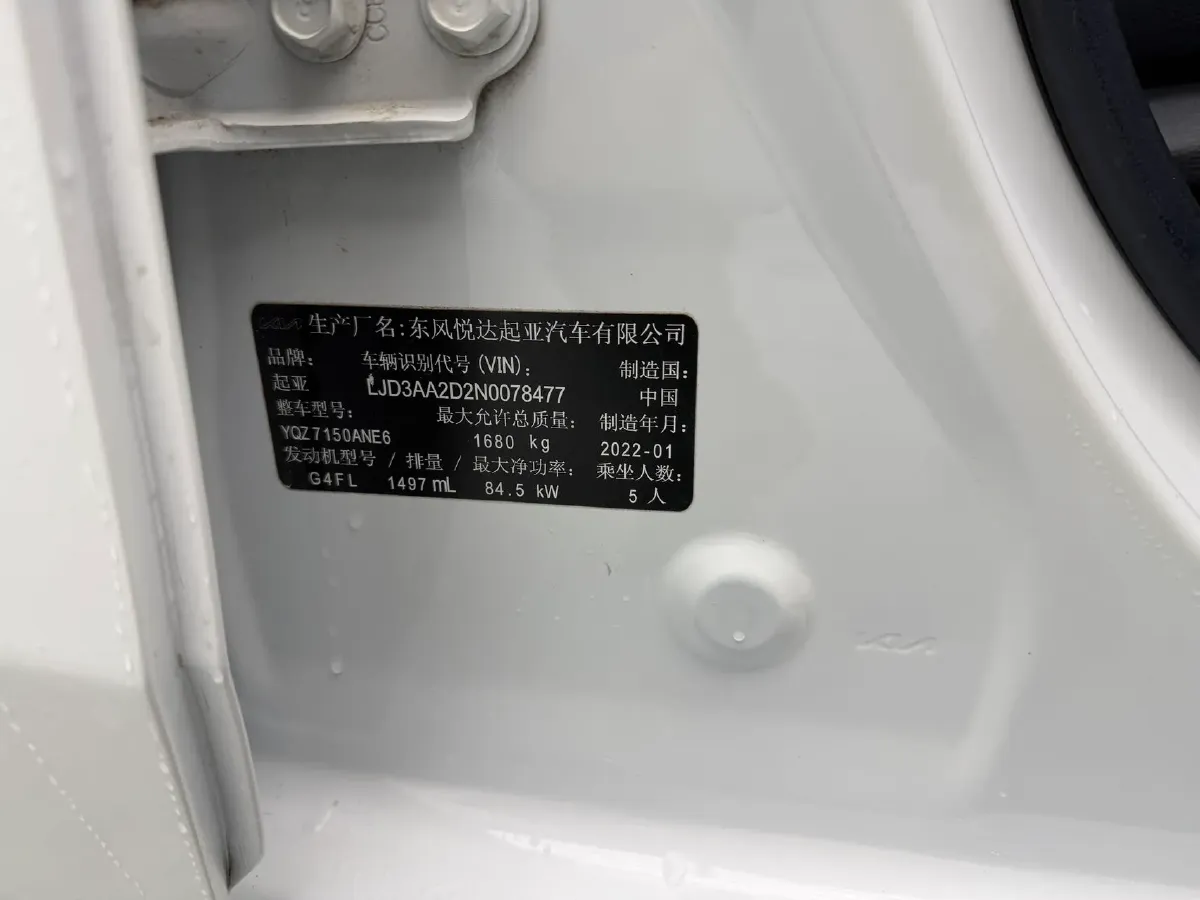 KIA 生产厂名:东风悦达起亚汽车有限公司
品牌: 车辆识别代号(VIN): 制造国:
起亚 LJD3AA2D2N0078477 中国
整车型号: 最大允许总质量: 制造年月:
YQZ7150ANE6 1680 kg 2022-01
发动机型号 / 排量 / 最大净功率: 乘坐人数:
G4FL 1497 mL 84.5 kW 5 人
KIA